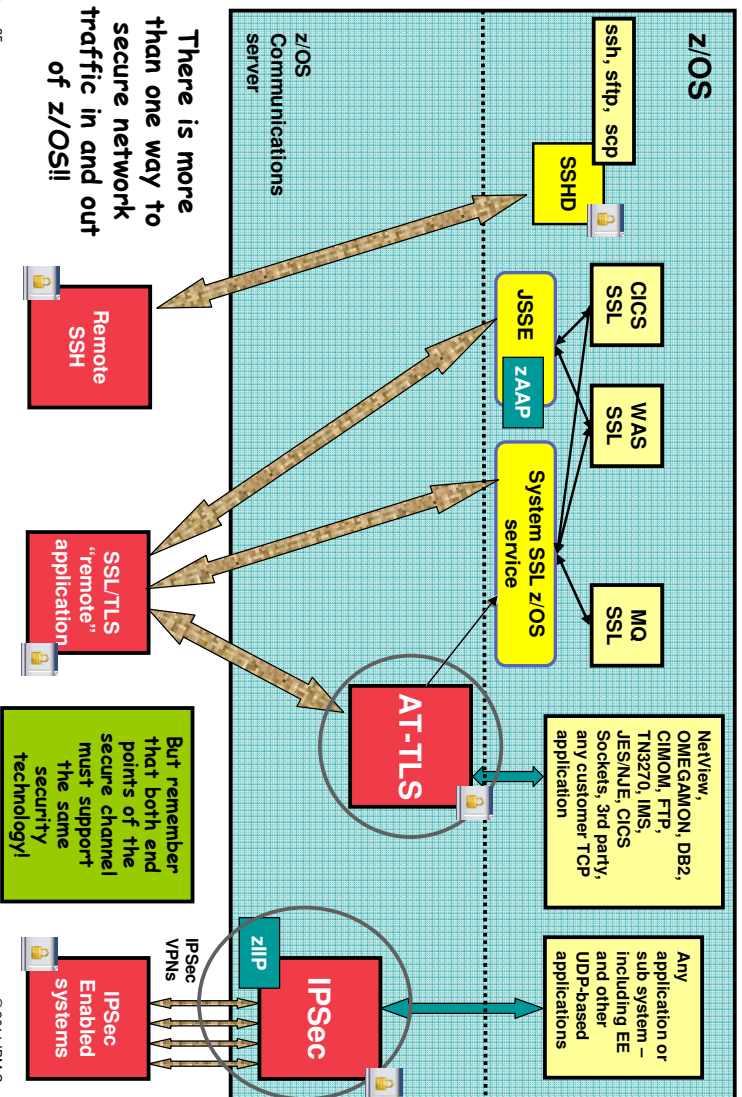 z/OS
ssh, sftp, scp
SSHD
CICS
SSL
WAS
SSL
MQ
SSL
NetView,
OMEGAMON, DB2,
CIMOM, FTP,
TN3270, IMS,
JES/NJE, CICS
Sockets, 3rd party,
any customer TCP
application
Any
application or
sub system –
including EE
and other
UDP-based
applications
JSSE
zAAP
System SSL z/OS
service
AT-TLS
IPSec
zIIP
z/OS
Communications
server
There is more
than one way to
secure network
traffic in and out
of z/OS!!
Remote
SSH
SSL/TLS
“remote”
application
But remember
that both end
points of the
secure channel
must support
the same
security
technology!
IPSec
VPNs
IPSec
Enabled
systems